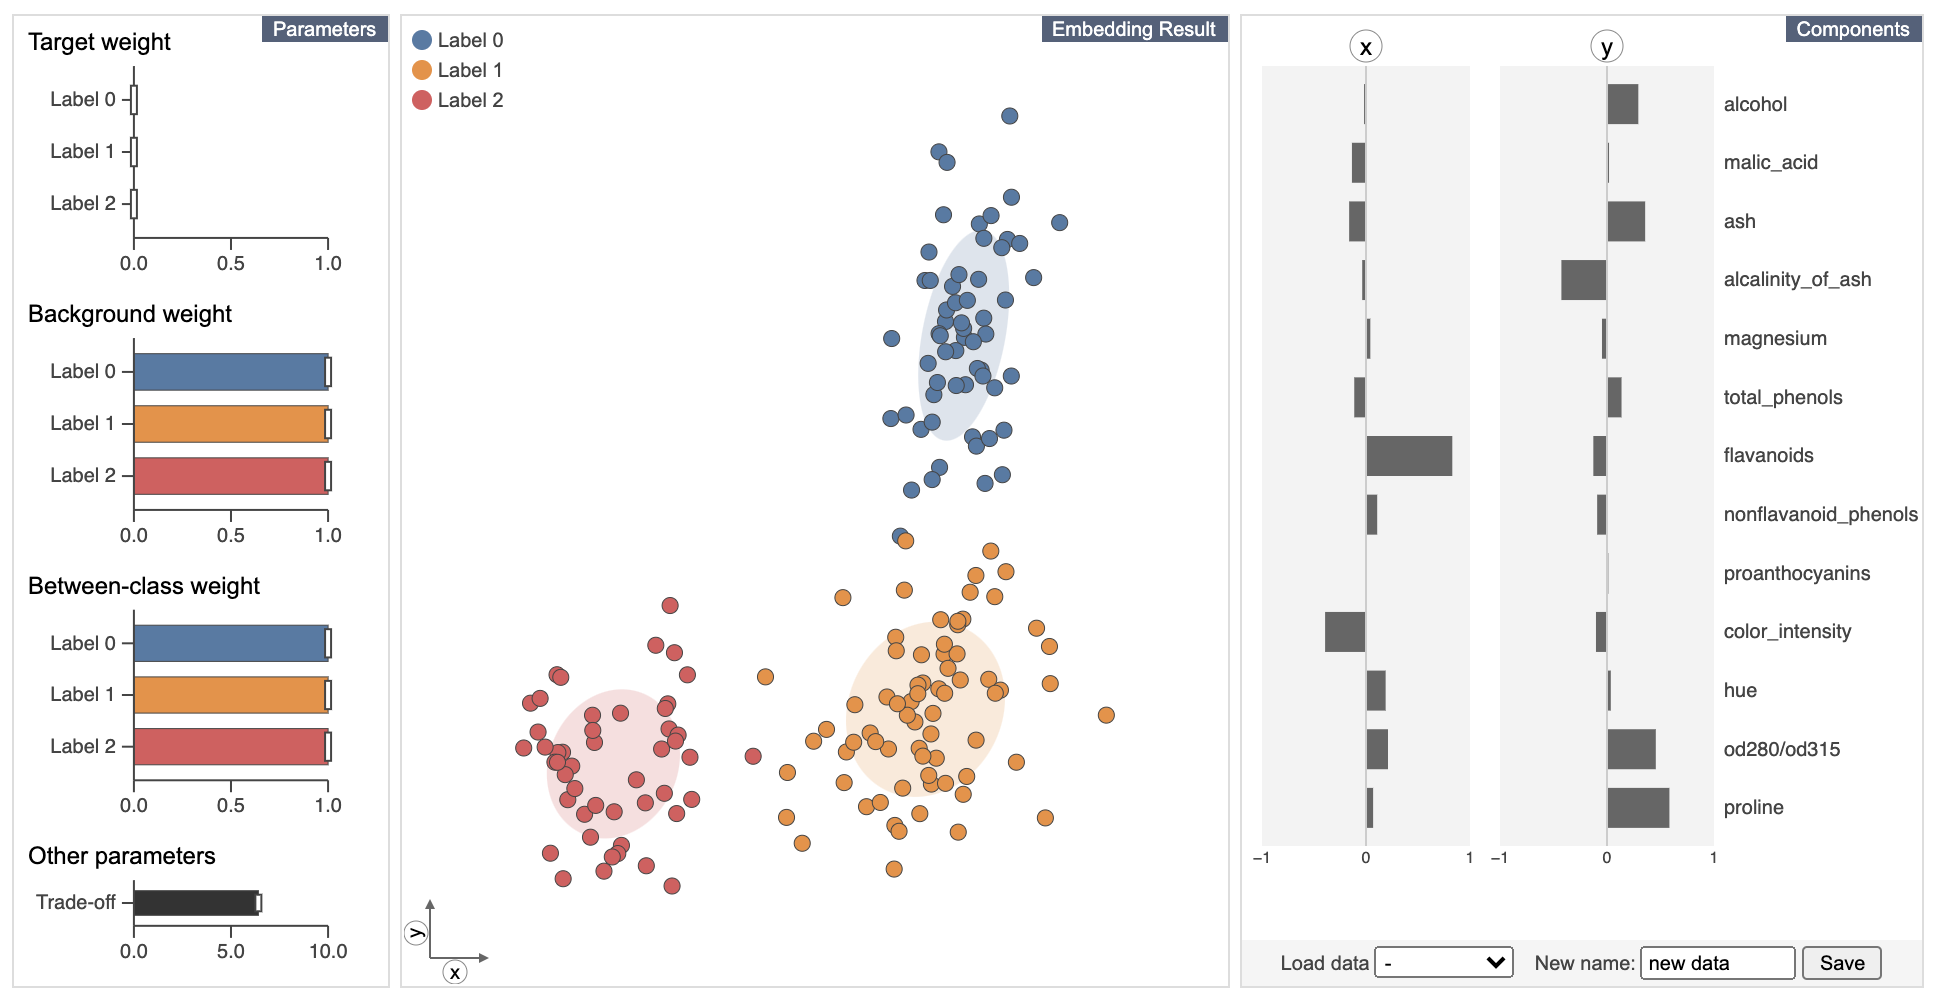 Parameters
Target weight
Label 0
Label 1
Label 2
0.0 0.5 1.0
Background weight
Label 0
Label 1
Label 2
0.0 0.5 1.0
Between-class weight
Label 0
Label 1
Label 2
0.0 0.5 1.0
Other parameters
Trade-off
0.0 5.0 10.0
Embedding Result
Label 0
Label 1
Label 2
y
x
Components
x y
alcohol
malic_acid
ash
alcalinity_of_ash
magnesium
total_phenols
flavanoids
nonflavanoid_phenols
proanthocyanins
color_intensity
hue
od280/od315
proline
−1 0 1 −1 0 1
Load data - New name: new data Save